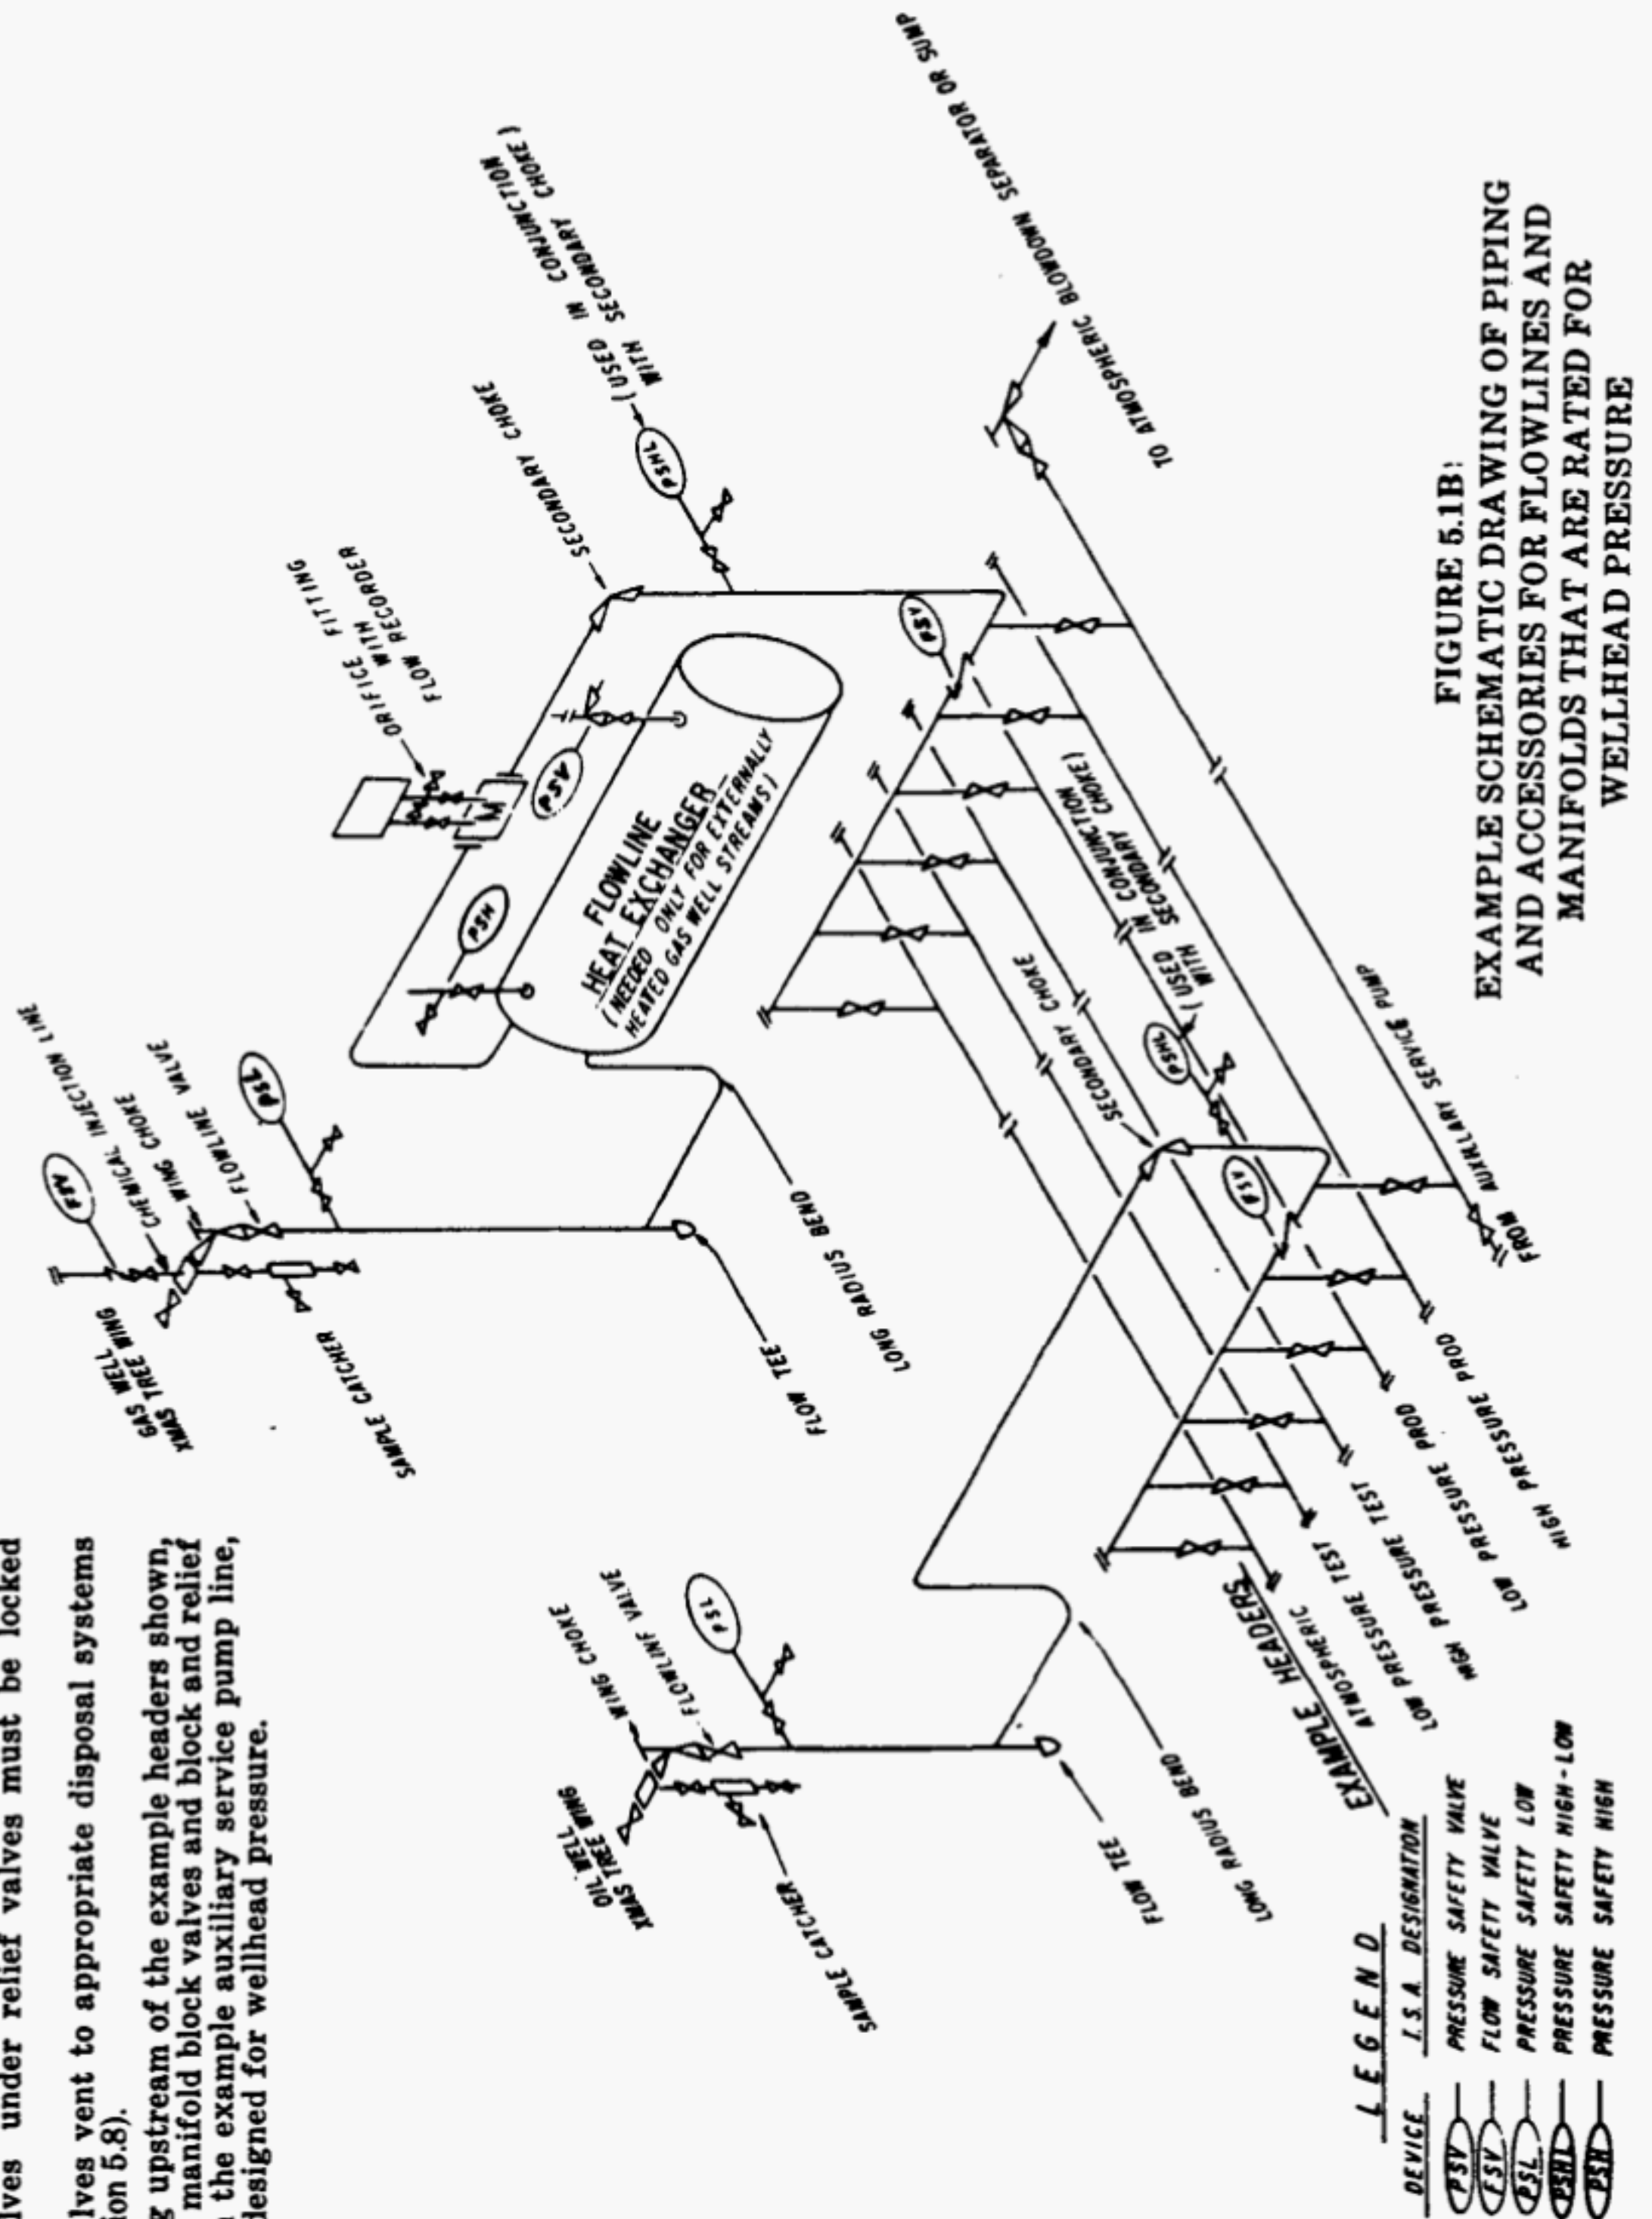 lves under relief valves must be locked
lves vent to appropriate disposal systems
ion 5.8).
g upstream of the example headers shown,
manifold block valves and block and relief
the example auxiliary service pump line,
designed for wellhead pressure.
FSV
CHEMICAL INJECTION LINE
WING CHOKE
FLOWLINE VALVE
PSL
GAS WELL
XMAS TREE WING
SAMPLE CATCHER
FLOW TEE
LONG RADIUS BEND
ORIFICE FITTING
WITH
FLOW RECORDER
PSH
PSV
FLOWLINE
HEAT EXCHANGER
(NEEDED ONLY FOR EXTERNALLY
HEATED GAS WELL STREAMS)
SECONDARY CHOKE
PSHL
(USED IN CONJUNCTION
WITH SECONDARY CHOKE)
FSV
TO ATMOSPHERIC BLOWDOWN SEPARATOR OR SUMP
OIL WELL
XMAS TREE WING
WING CHOKE
FLOWLINE VALVE
PSL
SAMPLE CATCHER
FLOW TEE
LONG RADIUS BEND
SECONDARY CHOKE
PSHL
(USED IN CONJUNCTION
WITH SECONDARY CHOKE)
FSV
FROM AUXILLARY SERVICE PUMP
EXAMPLE HEADERS
ATMOSPHERIC
LOW PRESSURE TEST
HIGH PRESSURE TEST
LOW PRESSURE PROD
HIGH PRESSURE PROD
LEGEND
DEVICE I.S.A. DESIGNATION
PSV PRESSURE SAFETY VALVE
FSV FLOW SAFETY VALVE
PSL PRESSURE SAFETY LOW
PSHL PRESSURE SAFETY HIGH-LOW
PSH PRESSURE SAFETY HIGH
FIGURE 5.1B:
EXAMPLE SCHEMATIC DRAWING OF PIPING
AND ACCESSORIES FOR FLOWLINES AND
MANIFOLDS THAT ARE RATED FOR
WELLHEAD PRESSURE